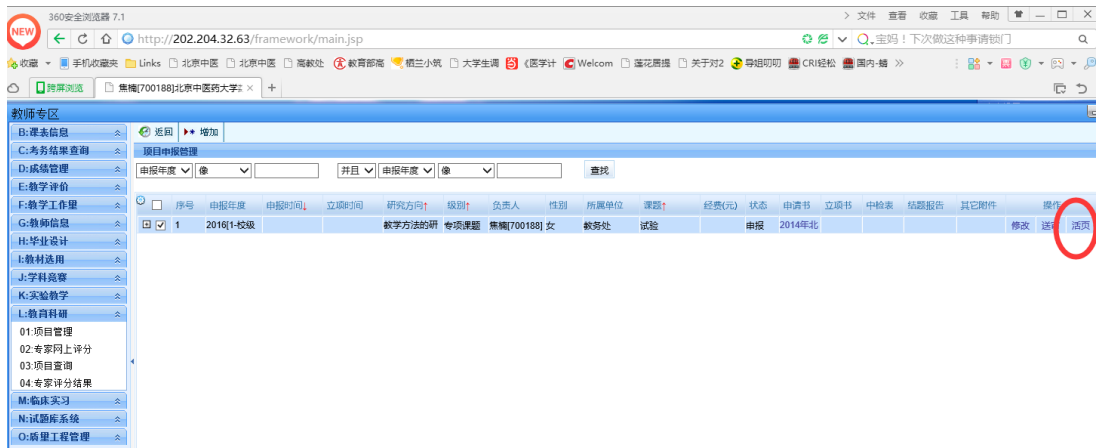 360安全浏览器 7.1
文件 查看 收藏 工具 帮助
NEW
http://202.204.32.63/framework/main.jsp
宝妈！下次做这种事请锁门
收藏 手机收藏夹 Links 北京中医 北京中医 高教处 教育部高 栖兰小筑 大学生调 《医学计 Welcom 莲花居提 关于对2 导姐叨叨 CRI轻松 国内-蜡
跨屏浏览 焦楠[700188]北京中医药大学
教师专区
B:课表信息 返回 增加
C:考务结果查询 项目申报管理
D:成绩管理 申报年度 像 并且 申报年度 像 查找
E:教学评价
F:教学工作量 序号 申报年度 申报时间↓ 立项时间 研究方向↑ 级别↑ 负责人 性别 所属单位 课题↑ 经费(元) 状态 申请书 立项书 中检表 结题报告 其它附件 操作
G:教师信息 1 2016[1-校级 教学方法的研 专项课题 焦楠[700188] 女 教务处 试验 申报 2014年北 修改 活页
H:毕业设计
I:教材选用
J:学科竞赛
K:实验教学
L:教育科研
01:项目管理
02:专家网上评分
03:项目查询
04:专家评分结果
M:临床实习
N:试题库系统
O:质量工程管理